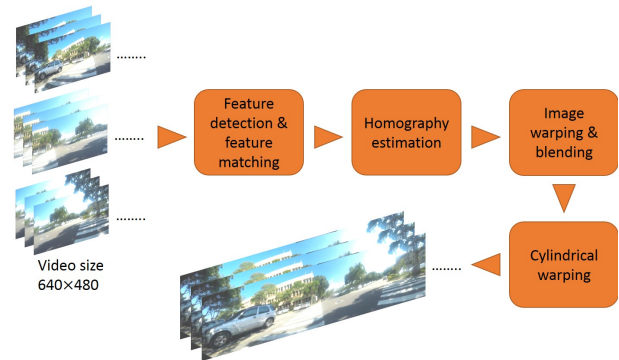 ........
........
........
Video size
640×480
Feature
detection &
feature
matching
Homography
estimation
Image
warping &
blending
Cylindrical
warping
........